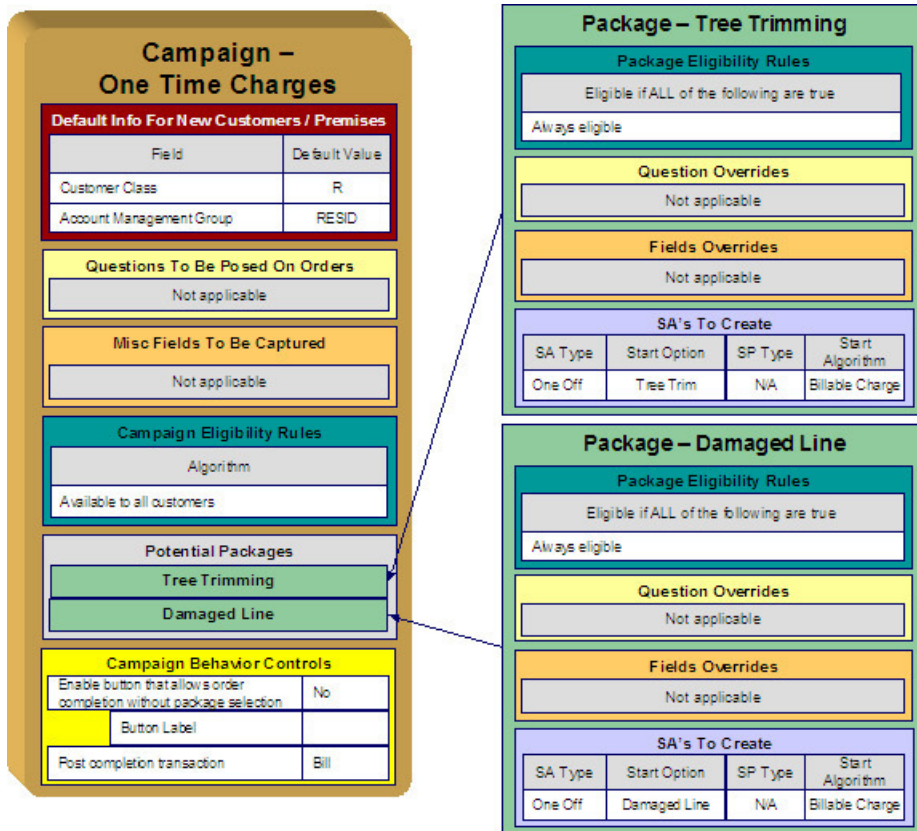 Campaign –
One Time Charges
Default Info For New Customers / Premises
Field Default Value
Customer Class R
Account Management Group RESID
Questions To Be Posed On Orders
Not applicable
Misc Fields To Be Captured
Not applicable
Campaign Eligibility Rules
Algorithm
Available to all customers
Potential Packages
Tree Trimming
Damaged Line
Campaign Behavior Controls
Enable button that allows order
completion without package selection No
Button Label
Post completion transaction Bill
Package – Tree Trimming
Package Eligibility Rules
Eligible if ALL of the following are true
Always eligible
Question Overrides
Not applicable
Fields Overrides
Not applicable
SA's To Create
SA Type Start Option SP Type Start
Algorithm
One Off Tree Trim N/A Billable Charge
Package – Damaged Line
Package Eligibility Rules
Eligible if ALL of the following are true
Always eligible
Question Overrides
Not applicable
Fields Overrides
Not applicable
SA's To Create
SA Type Start Option SP Type Start
Algorithm
One Off Damaged Line N/A Billable Charge